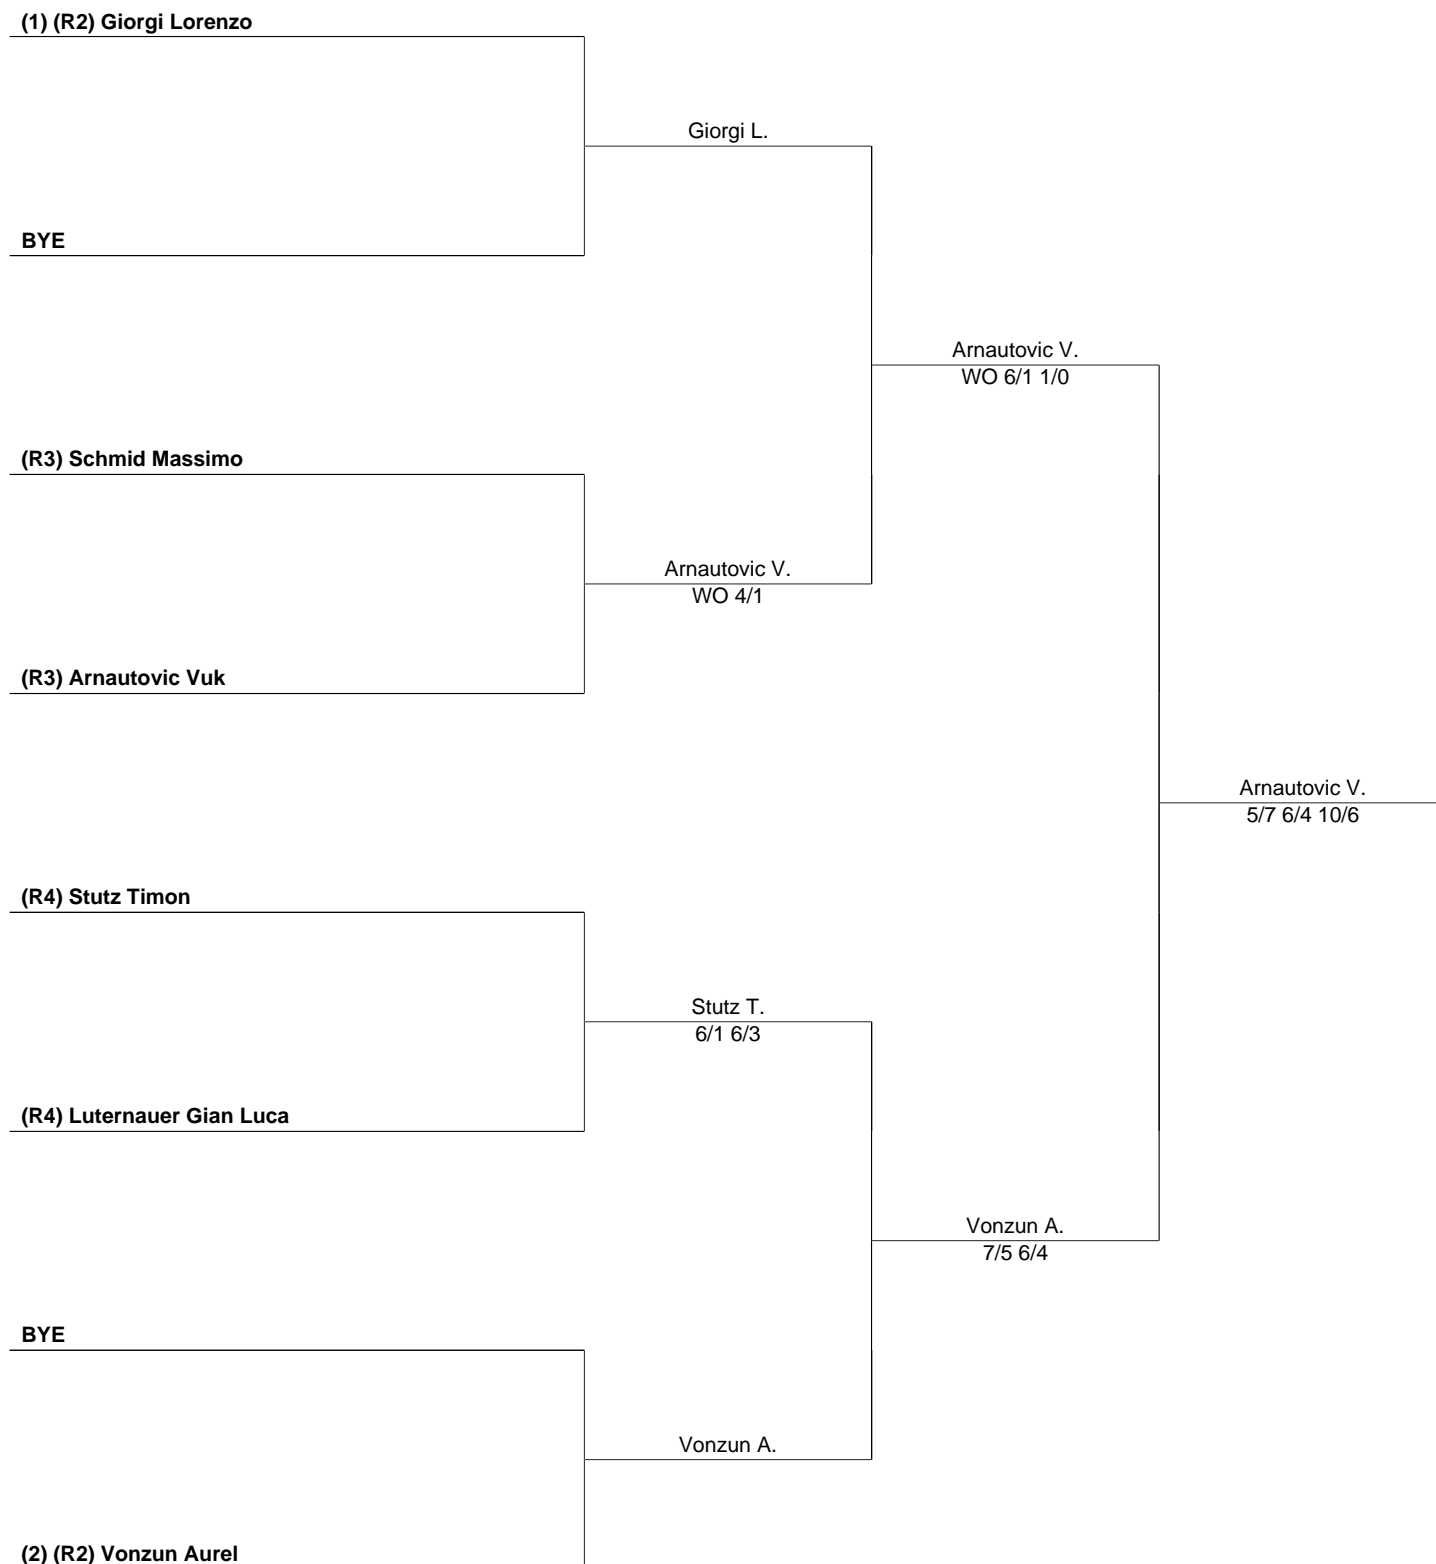 (1) (R2) Giorgi Lorenzo
Giorgi L.
BYE
Arnautovic V.
WO 6/1 1/0
(R3) Schmid Massimo
Arnautovic V.
WO 4/1
(R3) Arnautovic Vuk
Arnautovic V.
5/7 6/4 10/6
(R4) Stutz Timon
Stutz T.
6/1 6/3
(R4) Luternauer Gian Luca
Vonzun A.
7/5 6/4
BYE
Vonzun A.
(2) (R2) Vonzun Aurel